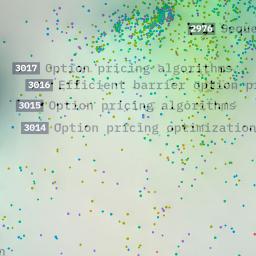 2976 Seque
3017 Option pricing algorithms
3016 Efficient barrier option pr
3015 Option pricing algorithms
3014 Option pricing optimization
n